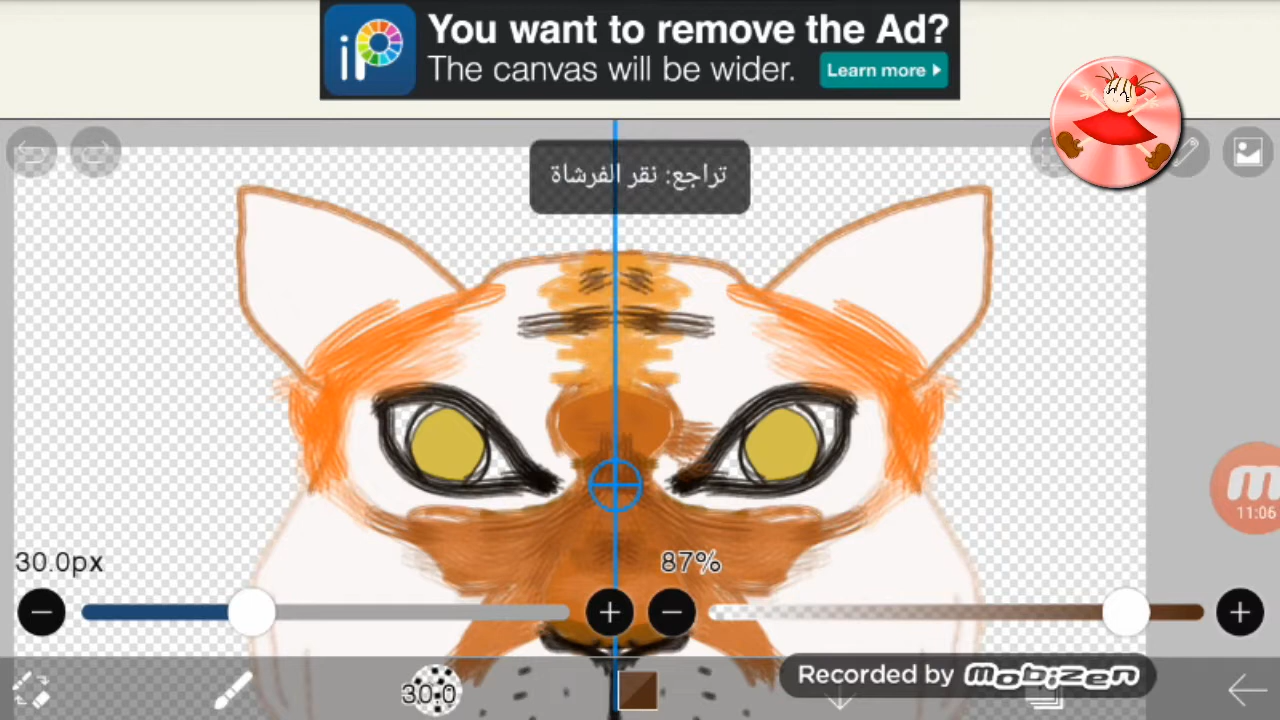 iP
You want to remove the Ad?
The canvas will be wider.
Learn more
تراجع: نقر الفرشاة
11:06
30.0px
87%
30.0
Recorded by mobizen